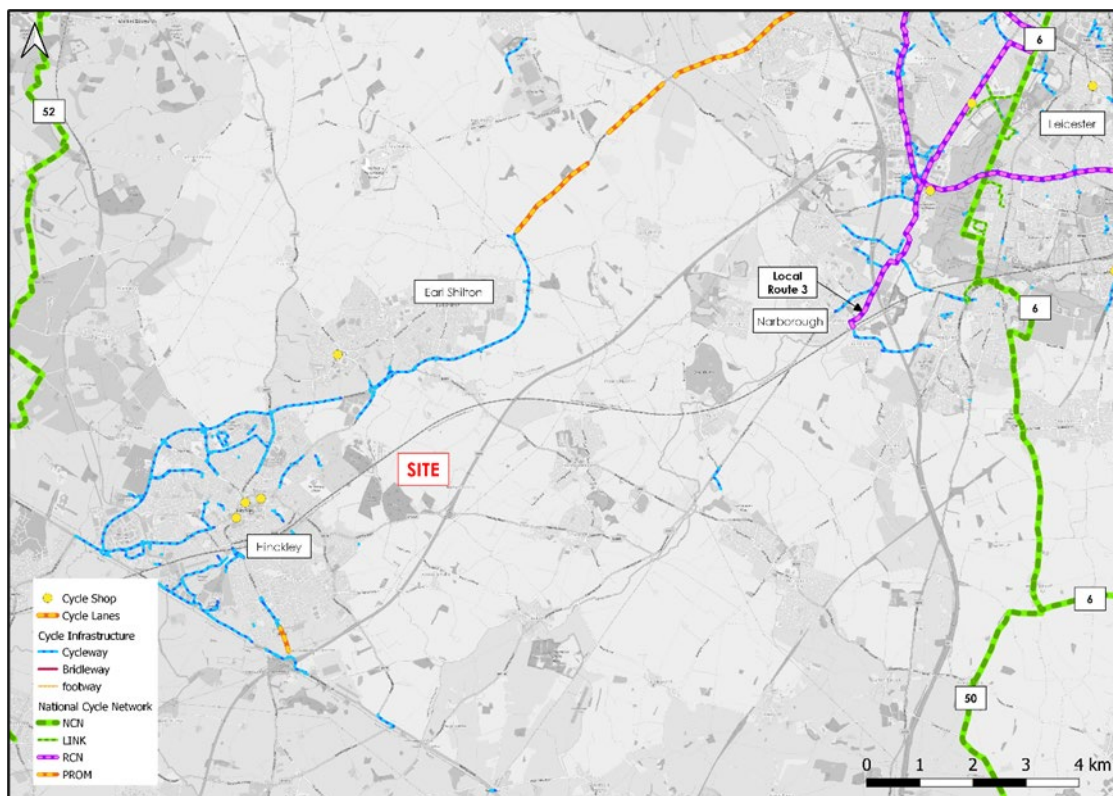 6
52
Leicester
Earl Shilton
Local
Route 3
Narborough
6
SITE
Hinckley
Cycle Shop
Cycle Lanes
Cycle Infrastructure
Cycleway
Bridleway
footway
National Cycle Network
NCN
LINK
RCN
PROM
6
50
0 1 2 3 4 km